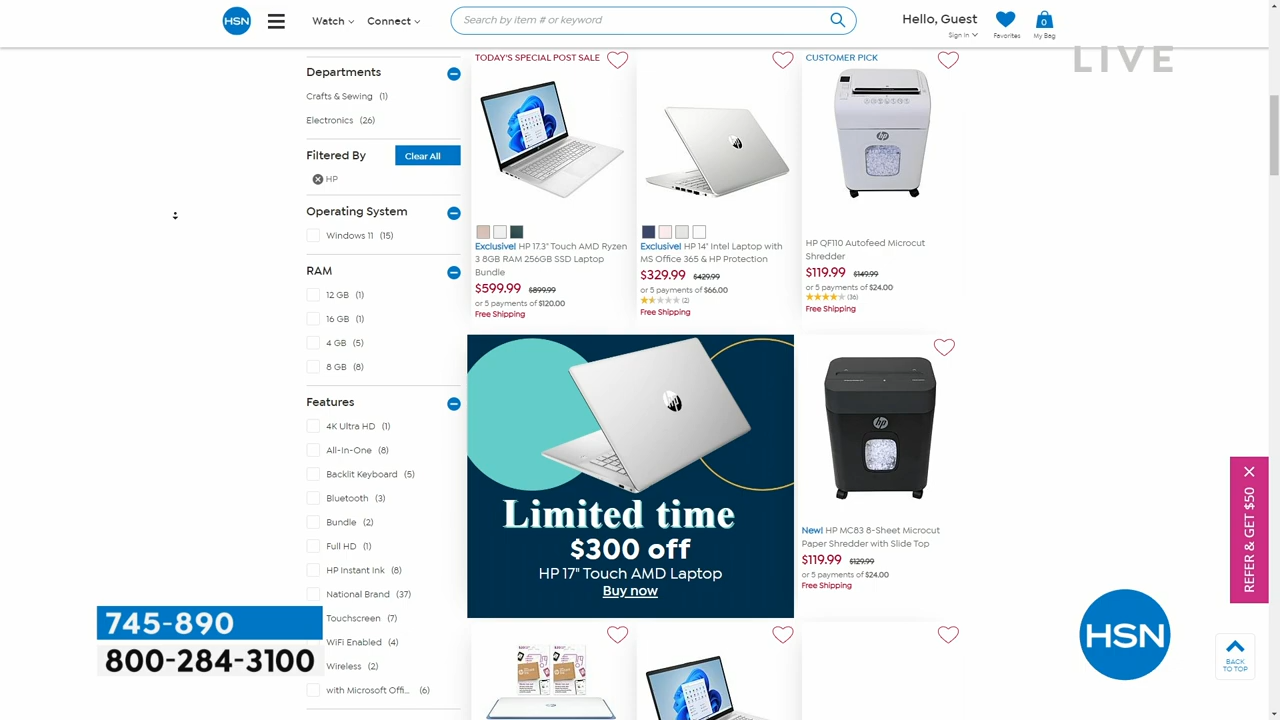 HSN
Watch
Connect
Search by item # or keyword
Hello, Guest
Sign In
Favorites
0
My Bag
LIVE
Departments
Crafts & Sewing (1)
Electronics (26)
Filtered By
Clear All
HP
Operating System
Windows 11 (15)
RAM
12 GB (1)
16 GB (1)
4 GB (5)
8 GB (8)
Features
4K Ultra HD (1)
All-In-One (8)
Backlit Keyboard (5)
Bluetooth (3)
Bundle (2)
Full HD (1)
HP Instant Ink (8)
National Brand (37)
Touchscreen (7)
WiFi Enabled (4)
Wireless (2)
with Microsoft Offi... (6)
TODAY'S SPECIAL POST SALE
Exclusive! HP 17.3" Touch AMD Ryzen
3 8GB RAM 256GB SSD Laptop
Bundle
$599.99 $899.99
or 5 payments of $120.00
Free Shipping
hp
Exclusive! HP 14" Intel Laptop with
MS Office 365 & HP Protection
$329.99 $429.99
or 5 payments of $66.00
(2)
Free Shipping
CUSTOMER PICK
hp
HP QF110 Autofeed Microcut
Shredder
$119.99 $149.99
or 5 payments of $24.00
(36)
Free Shipping
hp
Limited time
$300 off
HP 17" Touch AMD Laptop
Buy now
hp
New! HP MC83 8-Sheet Microcut
Paper Shredder with Slide Top
$119.99 $129.99
or 5 payments of $24.00
Free Shipping
REFER & GET $50
745-890
800-284-3100
HSN
BACK
TO TOP